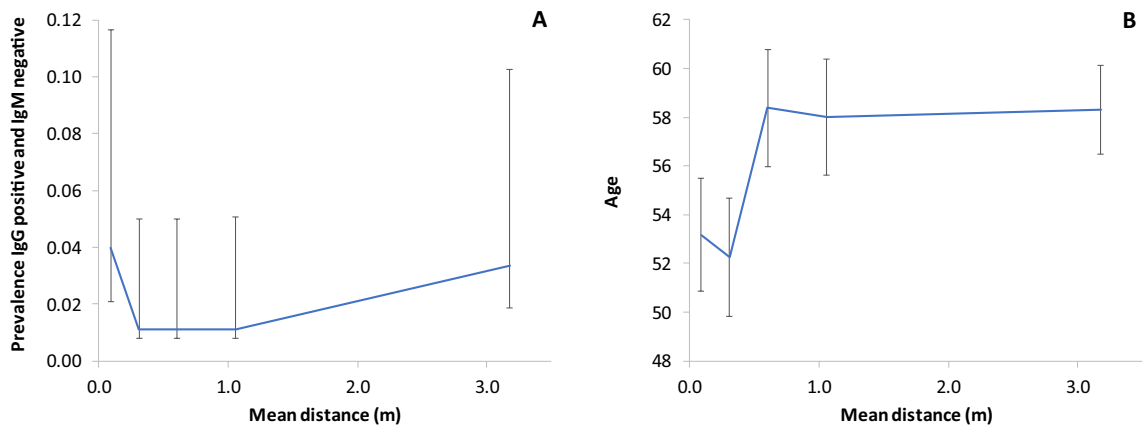 A
Prevalence IgG positive and IgM negative
0.12
0.10
0.08
0.06
0.04
0.02
0.00
0.0 1.0 2.0 3.0
Mean distance (m)
B
Age
62
60
58
56
54
52
50
48
0.0 1.0 2.0 3.0
Mean distance (m)